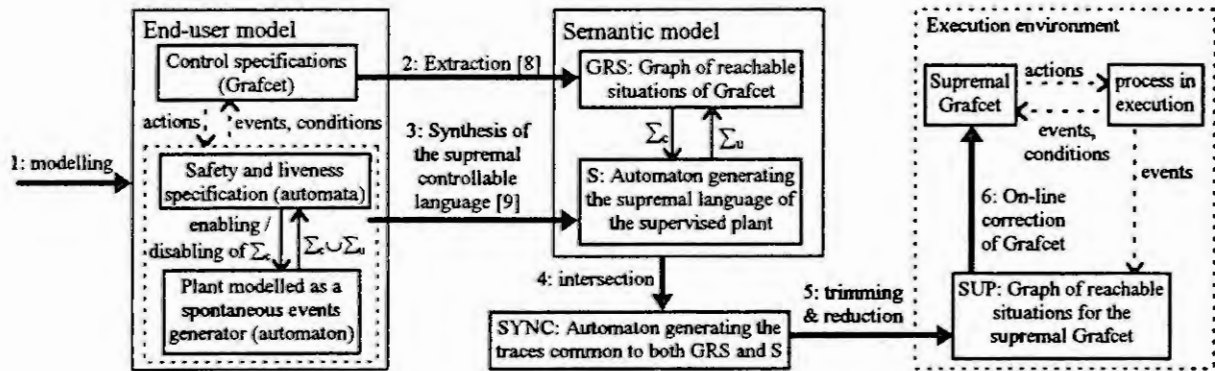 End-user model
Control specifications
(Grafcet)
actions
events, conditions
1: modelling
Safety and liveness
specification (automata)
enabling /
disabling of Σc
Σc∪Σu
Plant modelled as a
spontaneous events
generator (automaton)
2: Extraction [8]
3: Synthesis of
the supremal
controllable
language [9]
Semantic model
GRS: Graph of reachable
situations of Grafcet
Σc
Σu
S: Automaton generating
the supremal language of
the supervised plant
4: intersection
SYNC: Automaton generating the
traces common to both GRS and S
5: trimming
& reduction
Execution environment
Supremal
Grafcet
actions
process in
execution
events,
conditions
events
6: On-line
correction
of Grafcet
SUP: Graph of reachable
situations for the
supremal Grafcet